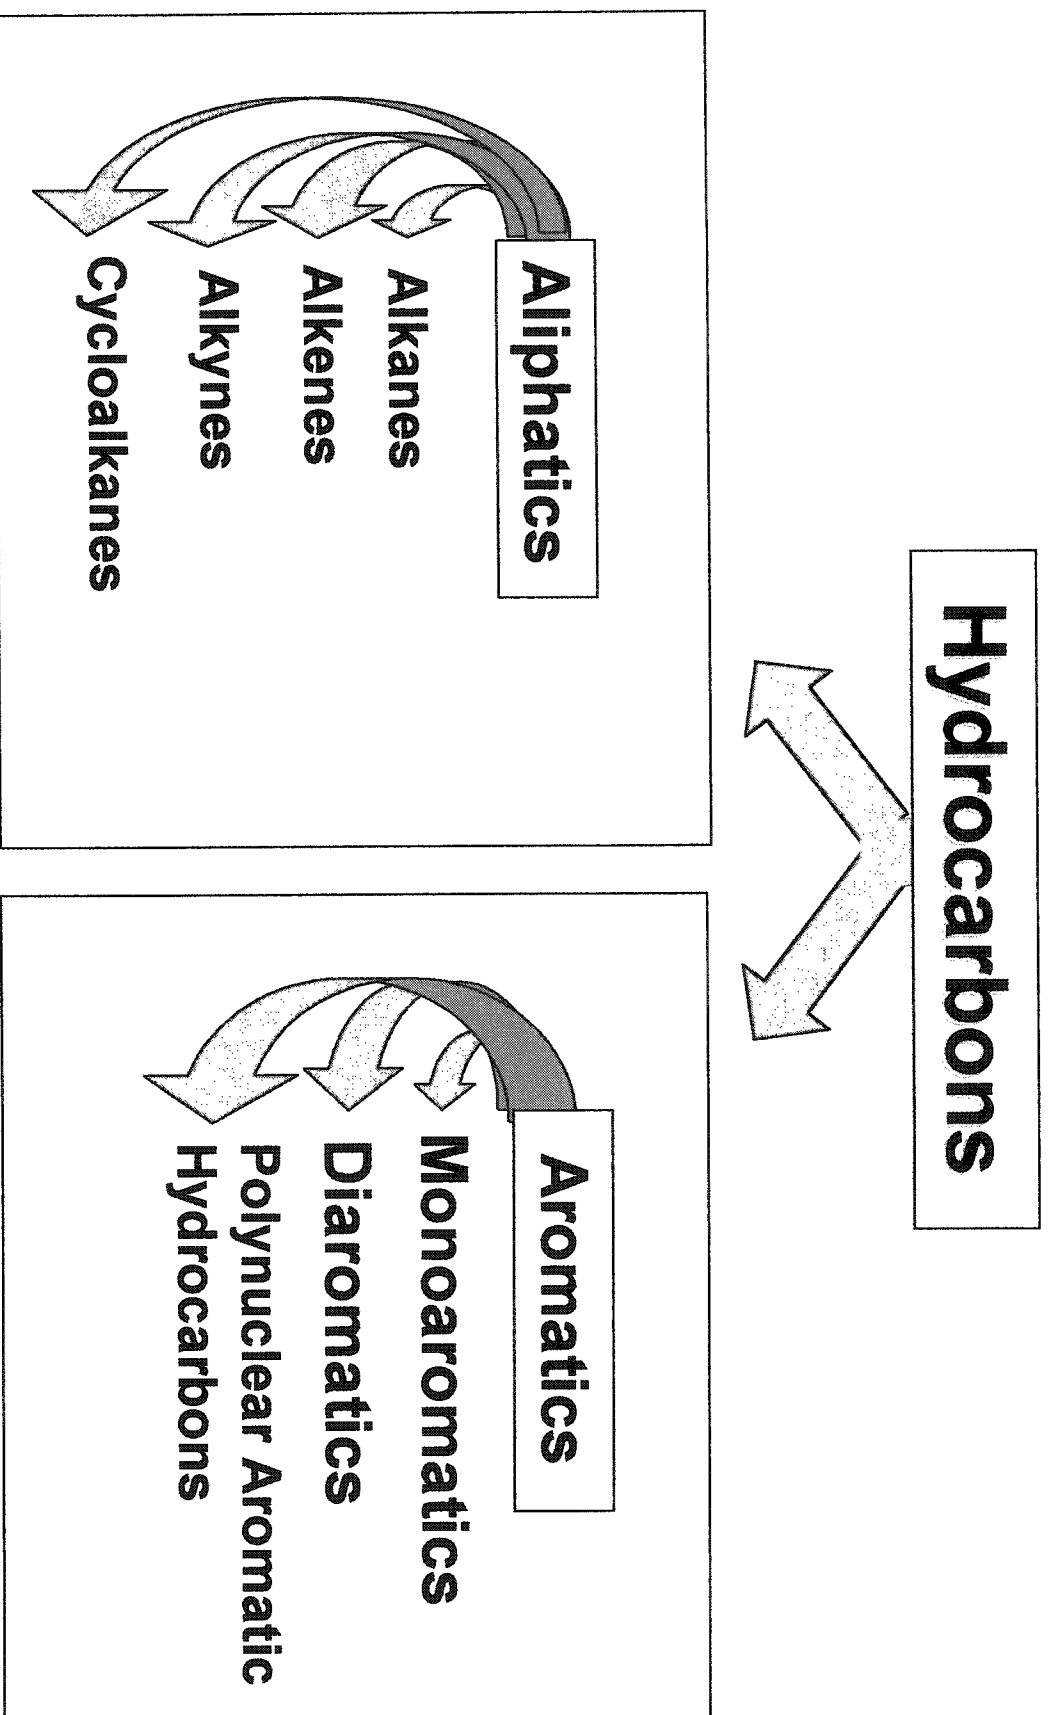 Hydrocarbons
Aliphatics
Alkanes
Alkenes
Alkynes
Cycloalkanes
Aromatics
Monoaromatics
Diaromatics
Polynuclear Aromatic
Hydrocarbons